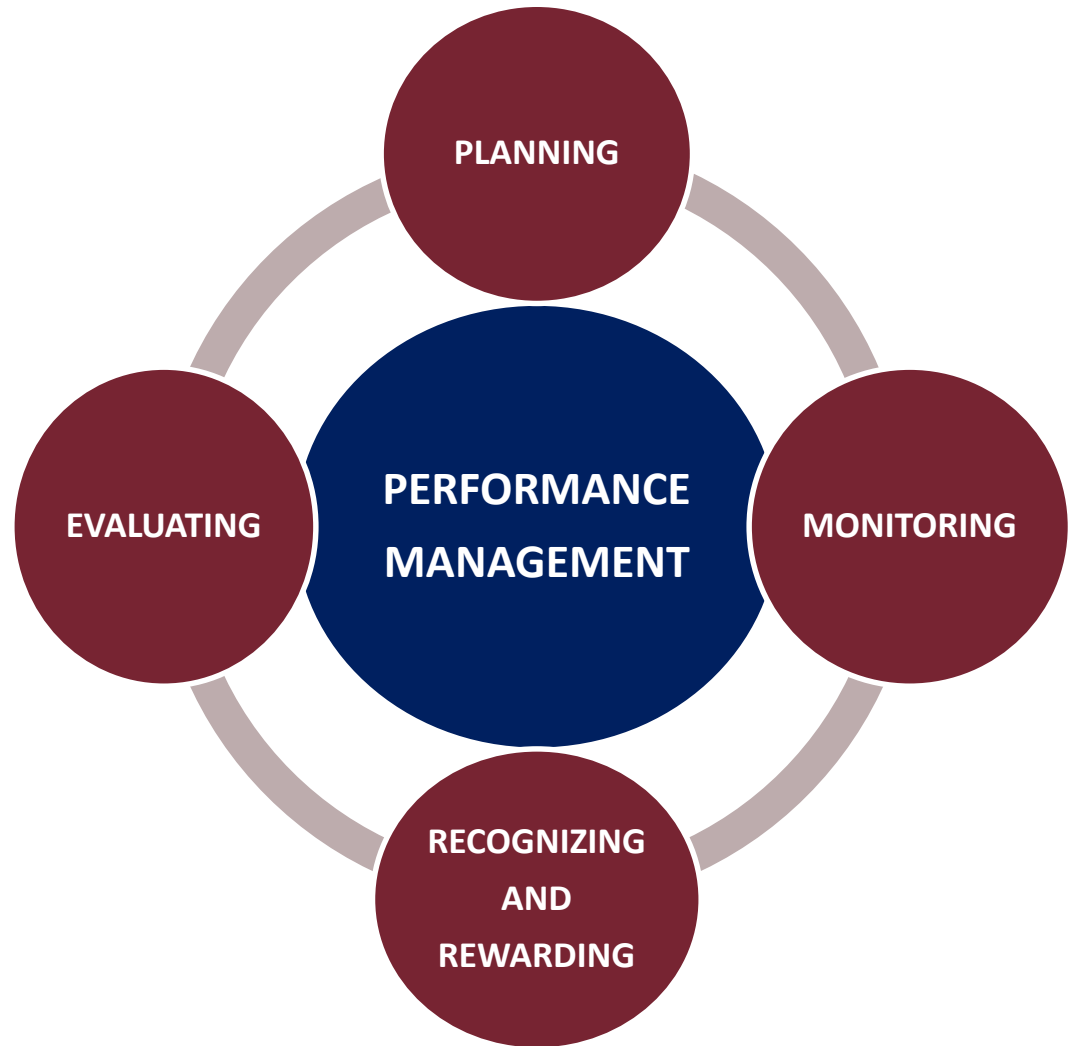 PLANNING
PERFORMANCE
MANAGEMENT
EVALUATING
MONITORING
RECOGNIZING
AND
REWARDING